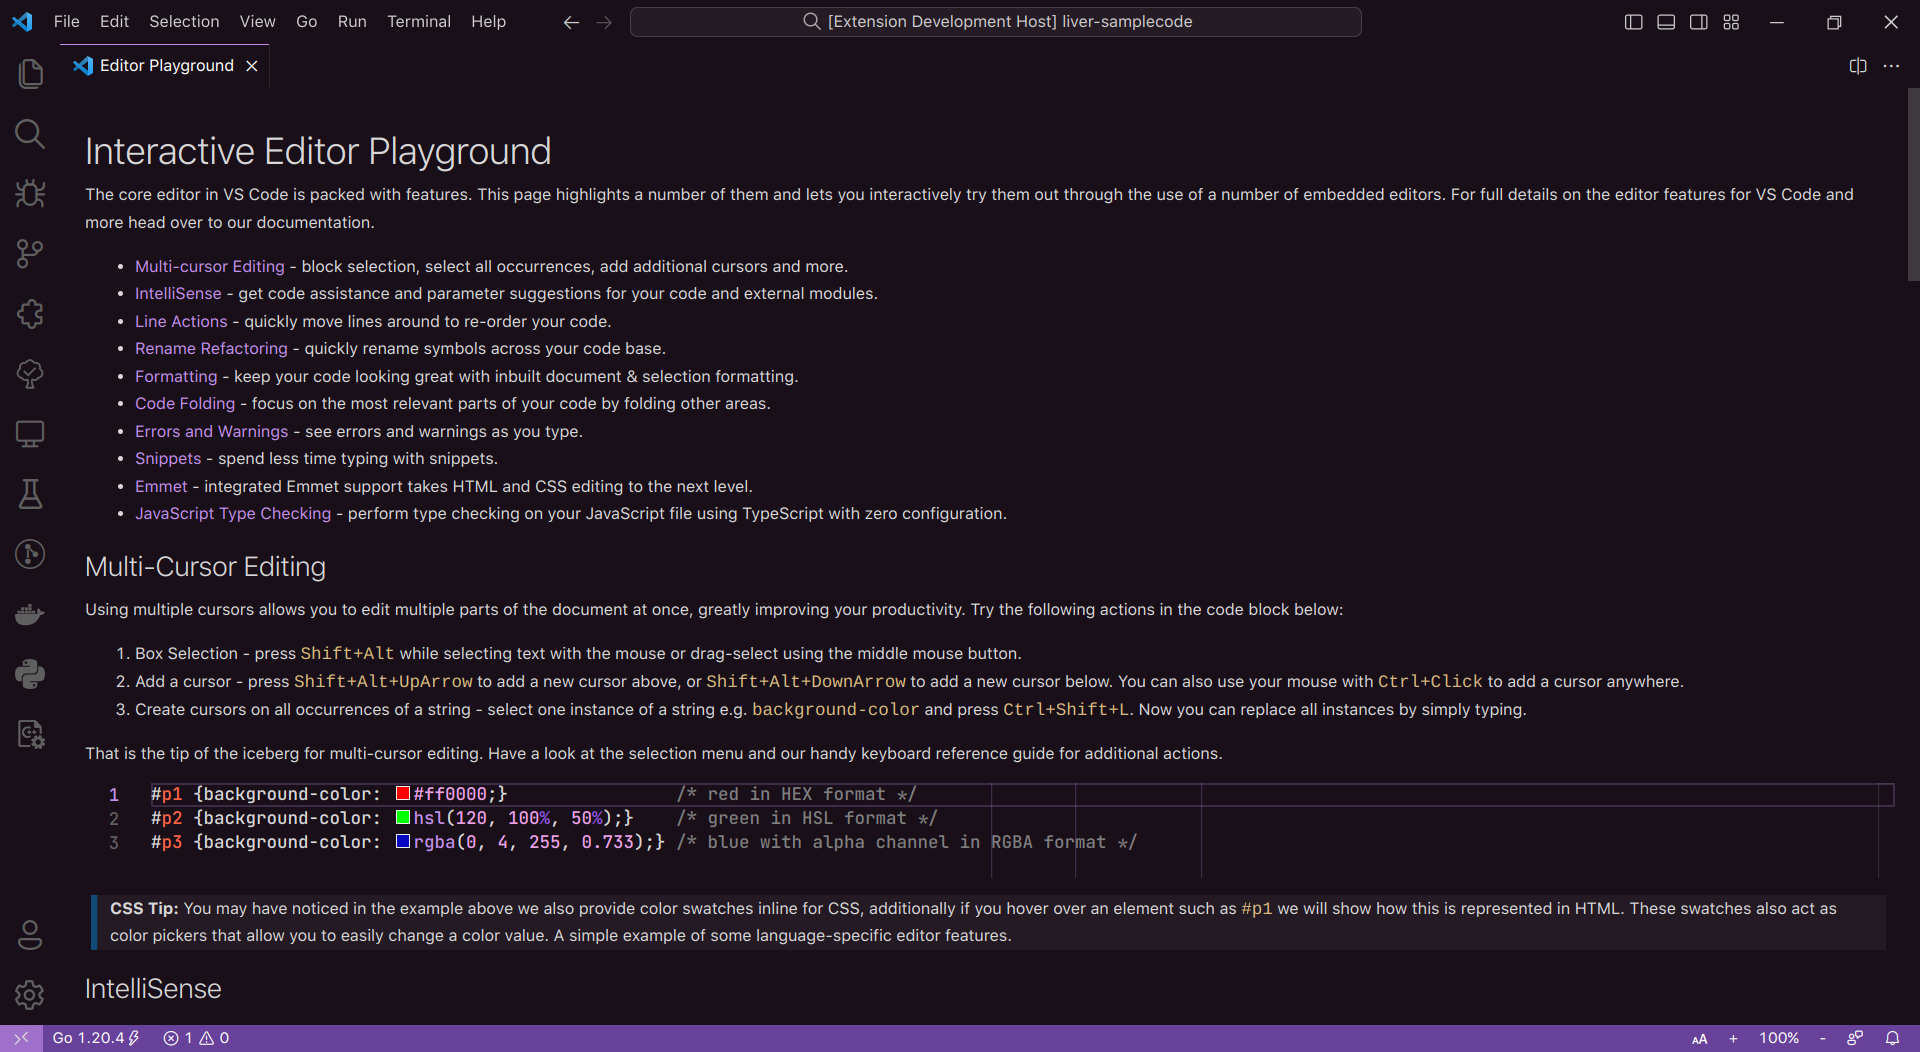 File Edit Selection View Go Run Terminal Help
[Extension Development Host] liver-samplecode
Editor Playground
Interactive Editor Playground
The core editor in VS Code is packed with features. This page highlights a number of them and lets you interactively try them out through the use of a number of embedded editors. For full details on the editor features for VS Code and
more head over to our documentation.
• Multi-cursor Editing - block selection, select all occurrences, add additional cursors and more.
• IntelliSense - get code assistance and parameter suggestions for your code and external modules.
• Line Actions - quickly move lines around to re-order your code.
• Rename Refactoring - quickly rename symbols across your code base.
• Formatting - keep your code looking great with inbuilt document & selection formatting.
• Code Folding - focus on the most relevant parts of your code by folding other areas.
• Errors and Warnings - see errors and warnings as you type.
• Snippets - spend less time typing with snippets.
• Emmet - integrated Emmet support takes HTML and CSS editing to the next level.
• JavaScript Type Checking - perform type checking on your JavaScript file using TypeScript with zero configuration.
Multi-Cursor Editing
Using multiple cursors allows you to edit multiple parts of the document at once, greatly improving your productivity. Try the following actions in the code block below:
1. Box Selection - press Shift+Alt while selecting text with the mouse or drag-select using the middle mouse button.
2. Add a cursor - press Shift+Alt+UpArrow to add a new cursor above, or Shift+Alt+DownArrow to add a new cursor below. You can also use your mouse with Ctrl+Click to add a cursor anywhere.
3. Create cursors on all occurrences of a string - select one instance of a string e.g. background-color and press Ctrl+Shift+L. Now you can replace all instances by simply typing.
That is the tip of the iceberg for multi-cursor editing. Have a look at the selection menu and our handy keyboard reference guide for additional actions.
1 #p1 {background-color: #ff0000;} /* red in HEX format */
2 #p2 {background-color: hsl(120, 100%, 50%);} /* green in HSL format */
3 #p3 {background-color: rgba(0, 4, 255, 0.733);} /* blue with alpha channel in RGBA format */
CSS Tip: You may have noticed in the example above we also provide color swatches inline for CSS, additionally if you hover over an element such as #p1 we will show how this is represented in HTML. These swatches also act as
color pickers that allow you to easily change a color value. A simple example of some language-specific editor features.
IntelliSense
Go 1.20.4 1 0 AA + 100% -